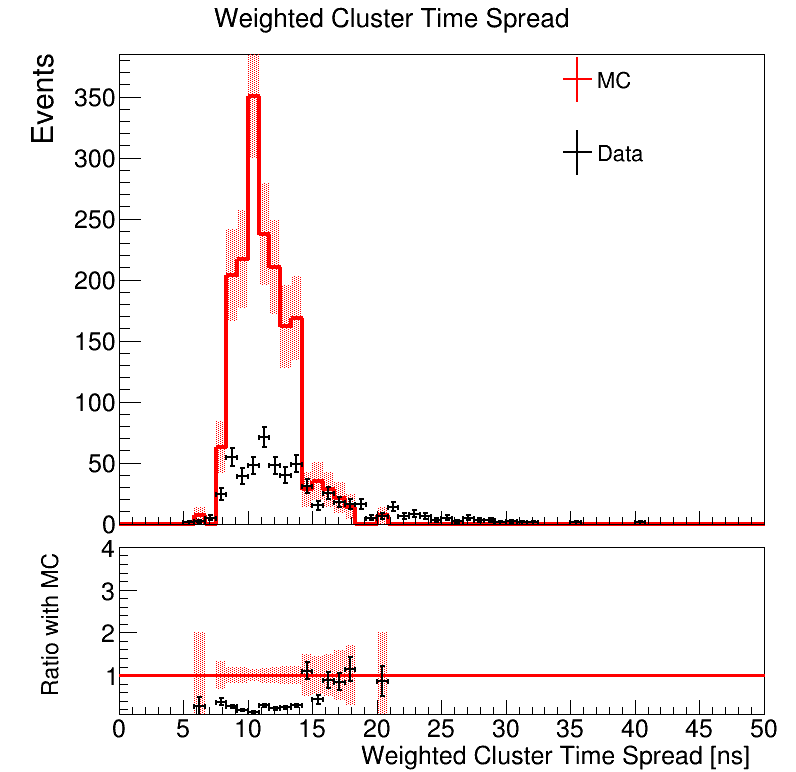 Weighted Cluster Time Spread
Events
350
300
250
200
150
100
50
0
MC
Data
Ratio with MC
4
3
2
1
0 5 10 15 20 25 30 35 40 45 50
Weighted Cluster Time Spread [ns]